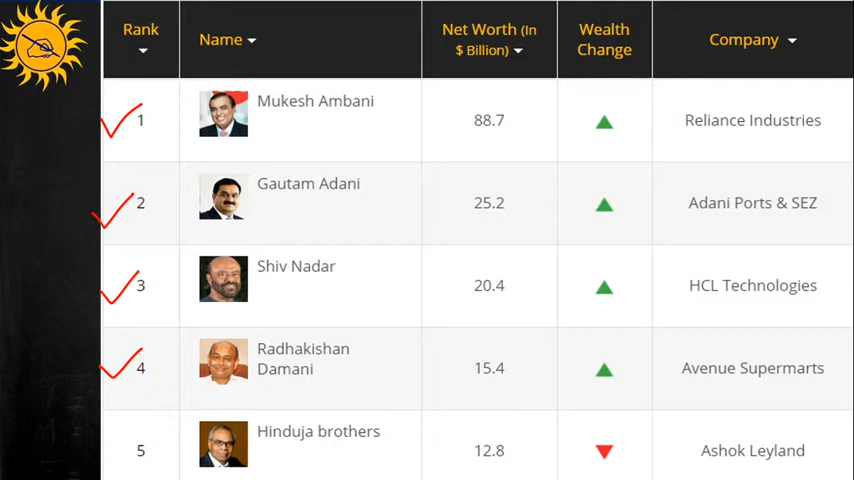 Rank
Name
Net Worth (In
$ Billion)
Wealth
Change
Company
1
Mukesh Ambani
88.7
Reliance Industries
2
Gautam Adani
25.2
Adani Ports & SEZ
3
Shiv Nadar
20.4
HCL Technologies
4
Radhakishan
Damani
15.4
Avenue Supermarts
5
Hinduja brothers
12.8
Ashok Leyland